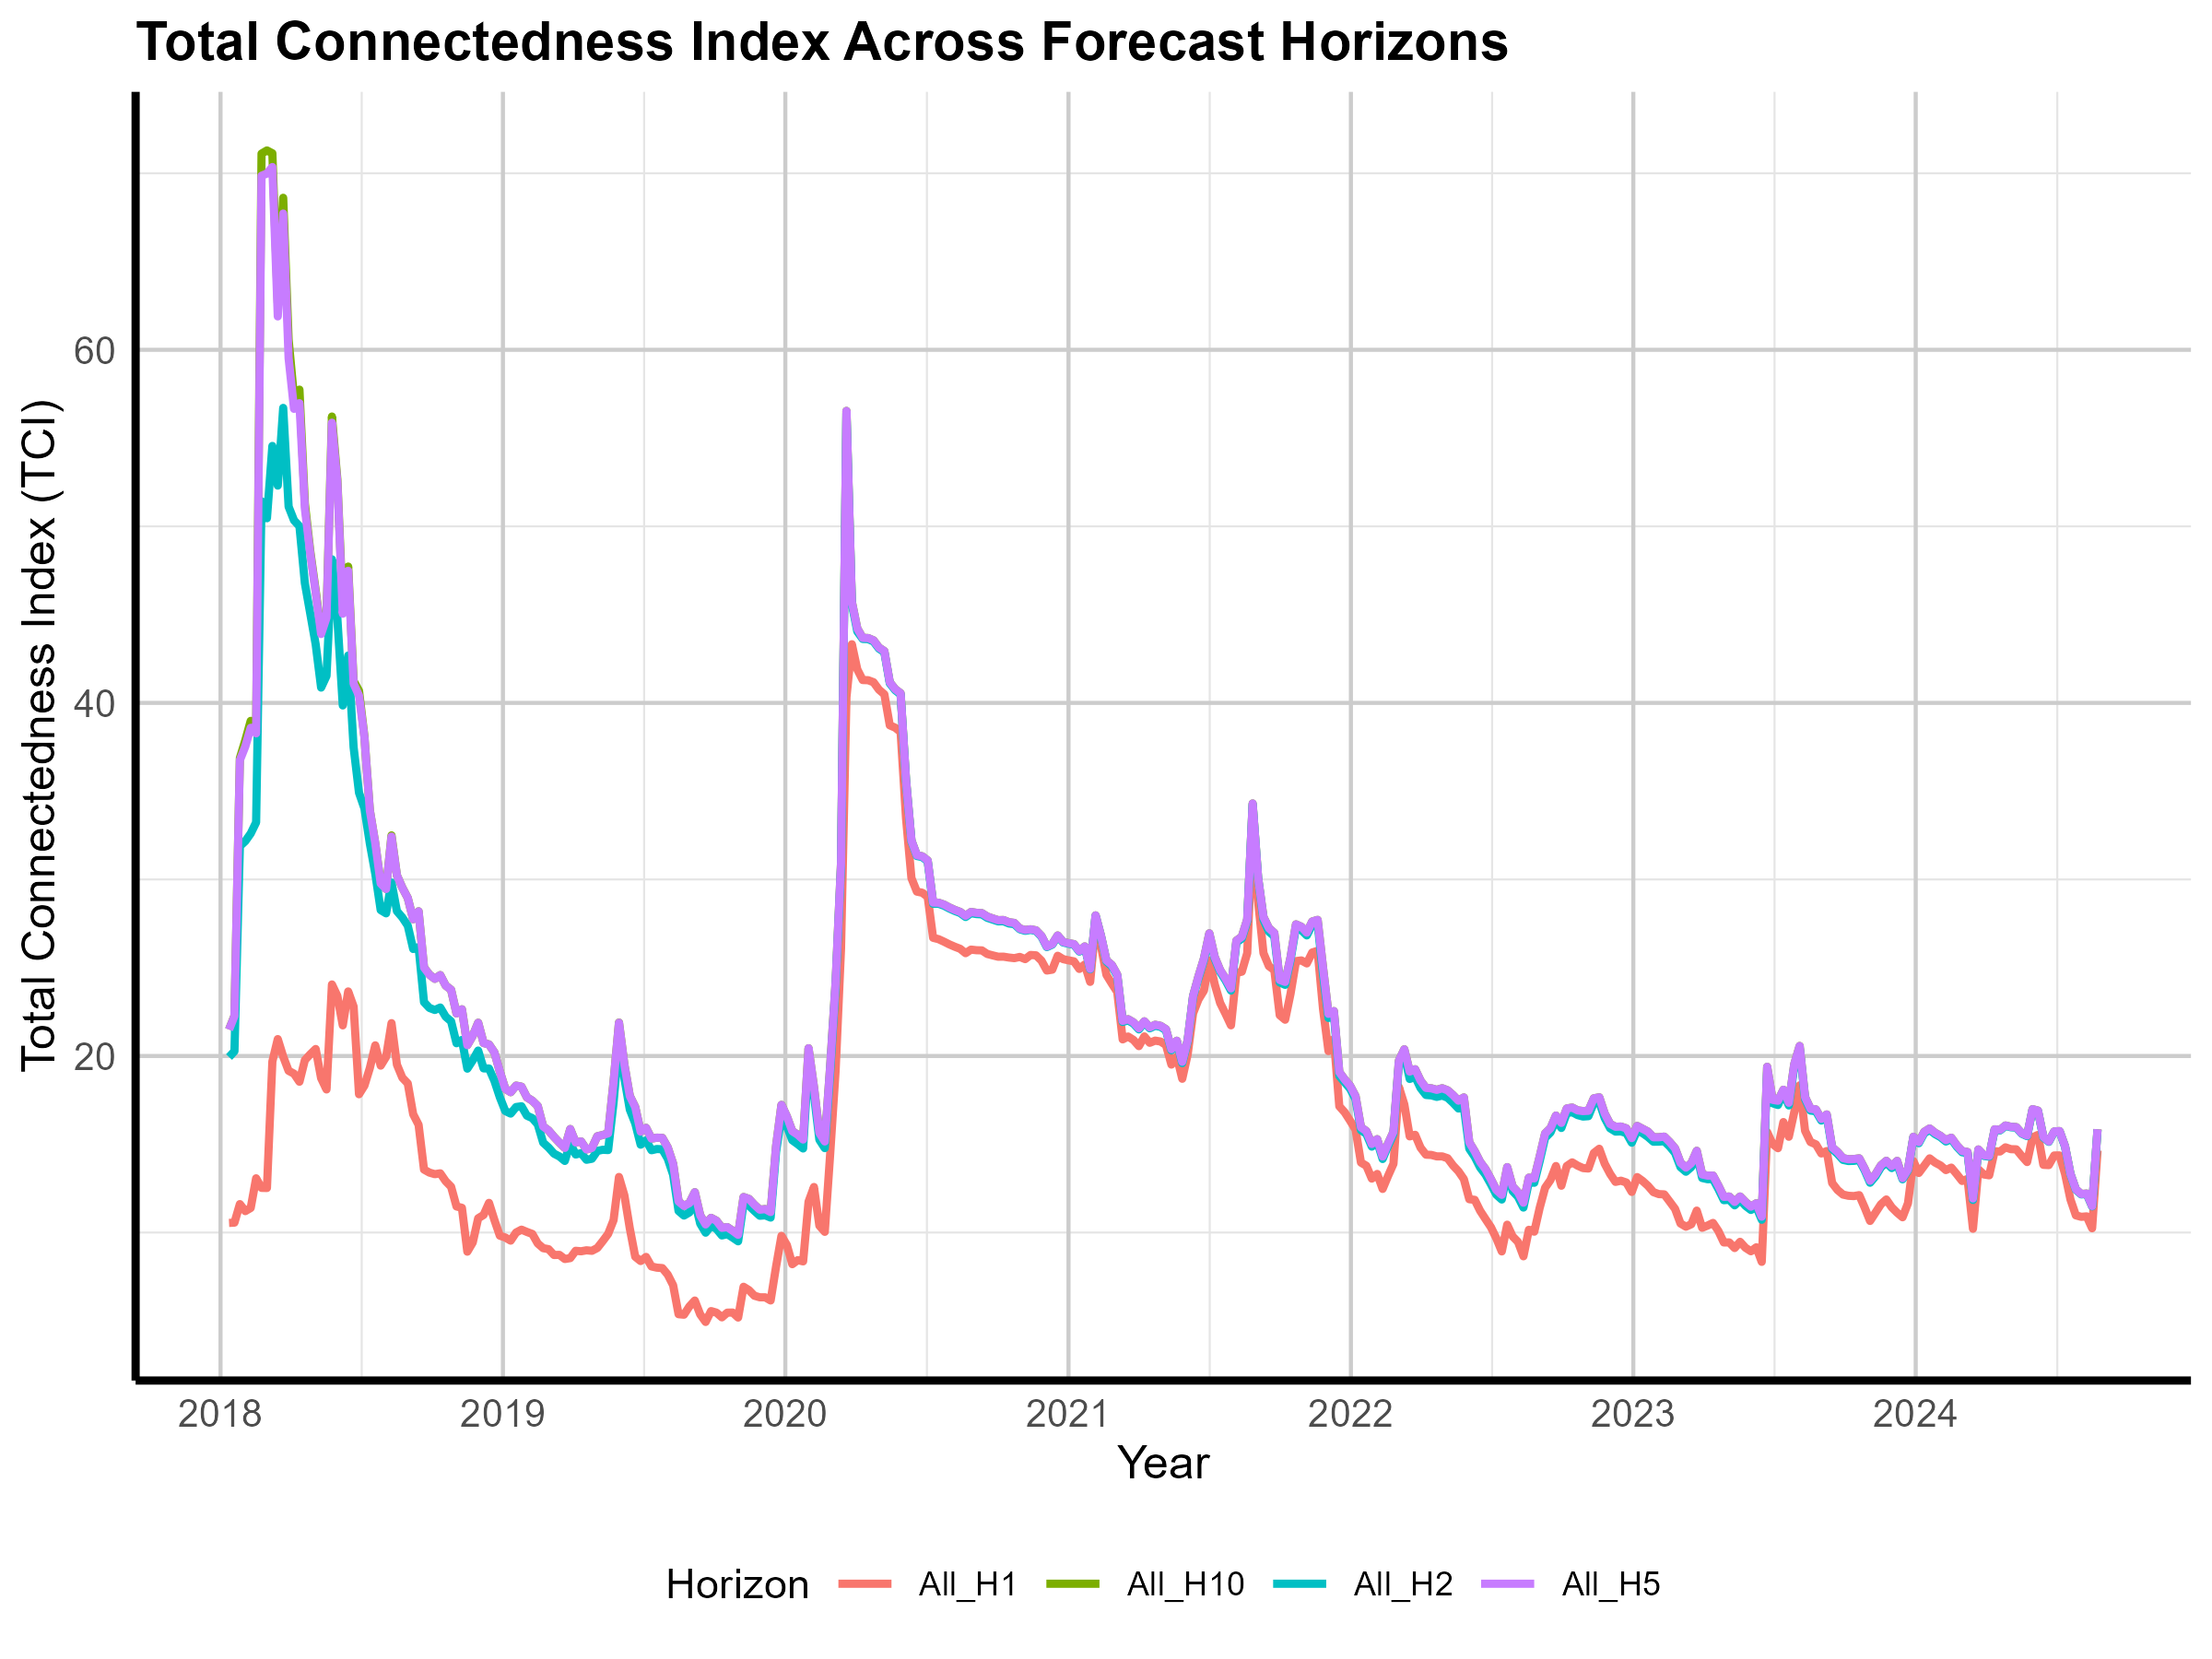 Total Connectedness Index Across Forecast Horizons
Total Connectedness Index (TCI)
60
40
20
2018 2019 2020 2021 2022 2023 2024
Year
Horizon All_H1 All_H10 All_H2 All_H5